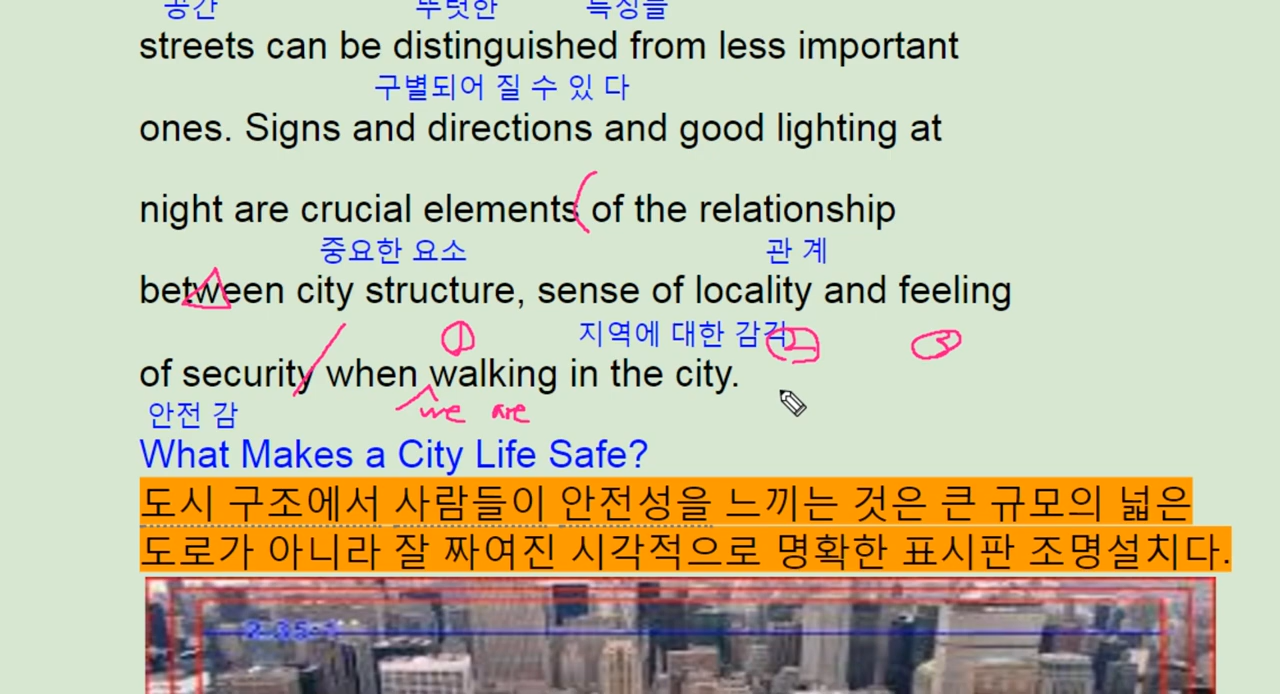 공간 뚜렷한 특징을
streets can be distinguished from less important
구별되어 질 수 있 다
ones. Signs and directions and good lighting at
night are crucial elements of the relationship
중요한 요소 관 계
between city structure, sense of locality and feeling
지역에 대한 감각
① ② ③
of security when walking in the city.
안전 감 we are
What Makes a City Life Safe?
도시 구조에서 사람들이 안전성을 느끼는 것은 큰 규모의 넓은
도로가 아니라 잘 짜여진 시각적으로 명확한 표시판 조명설치다.
2.35:1